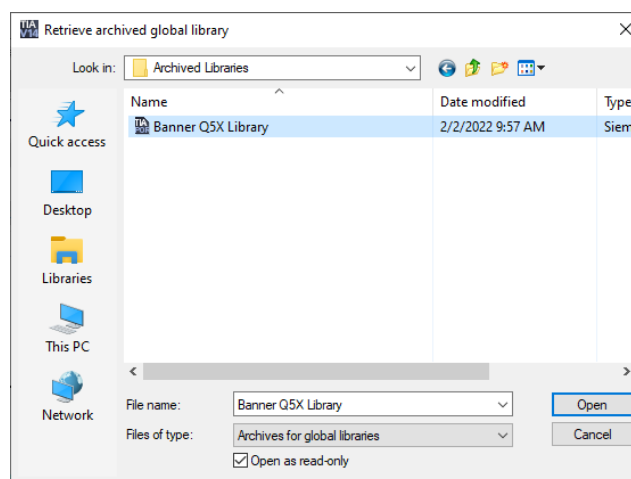 TIA V14 Retrieve archived global library
Look in: Archived Libraries
Name Date modified Type
Banner Q5X Library 2/2/2022 9:57 AM Siem
Quick access
Desktop
Libraries
This PC
Network
File name: Banner Q5X Library Open
Files of type: Archives for global libraries Cancel
Open as read-only